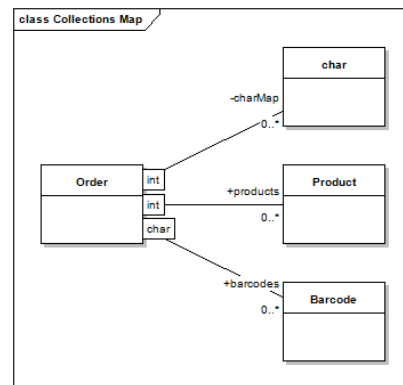 class Collections Map
char
-charMap
0..*
Order
int
int
char
+products
0..*
Product
+barcodes
0..*
Barcode